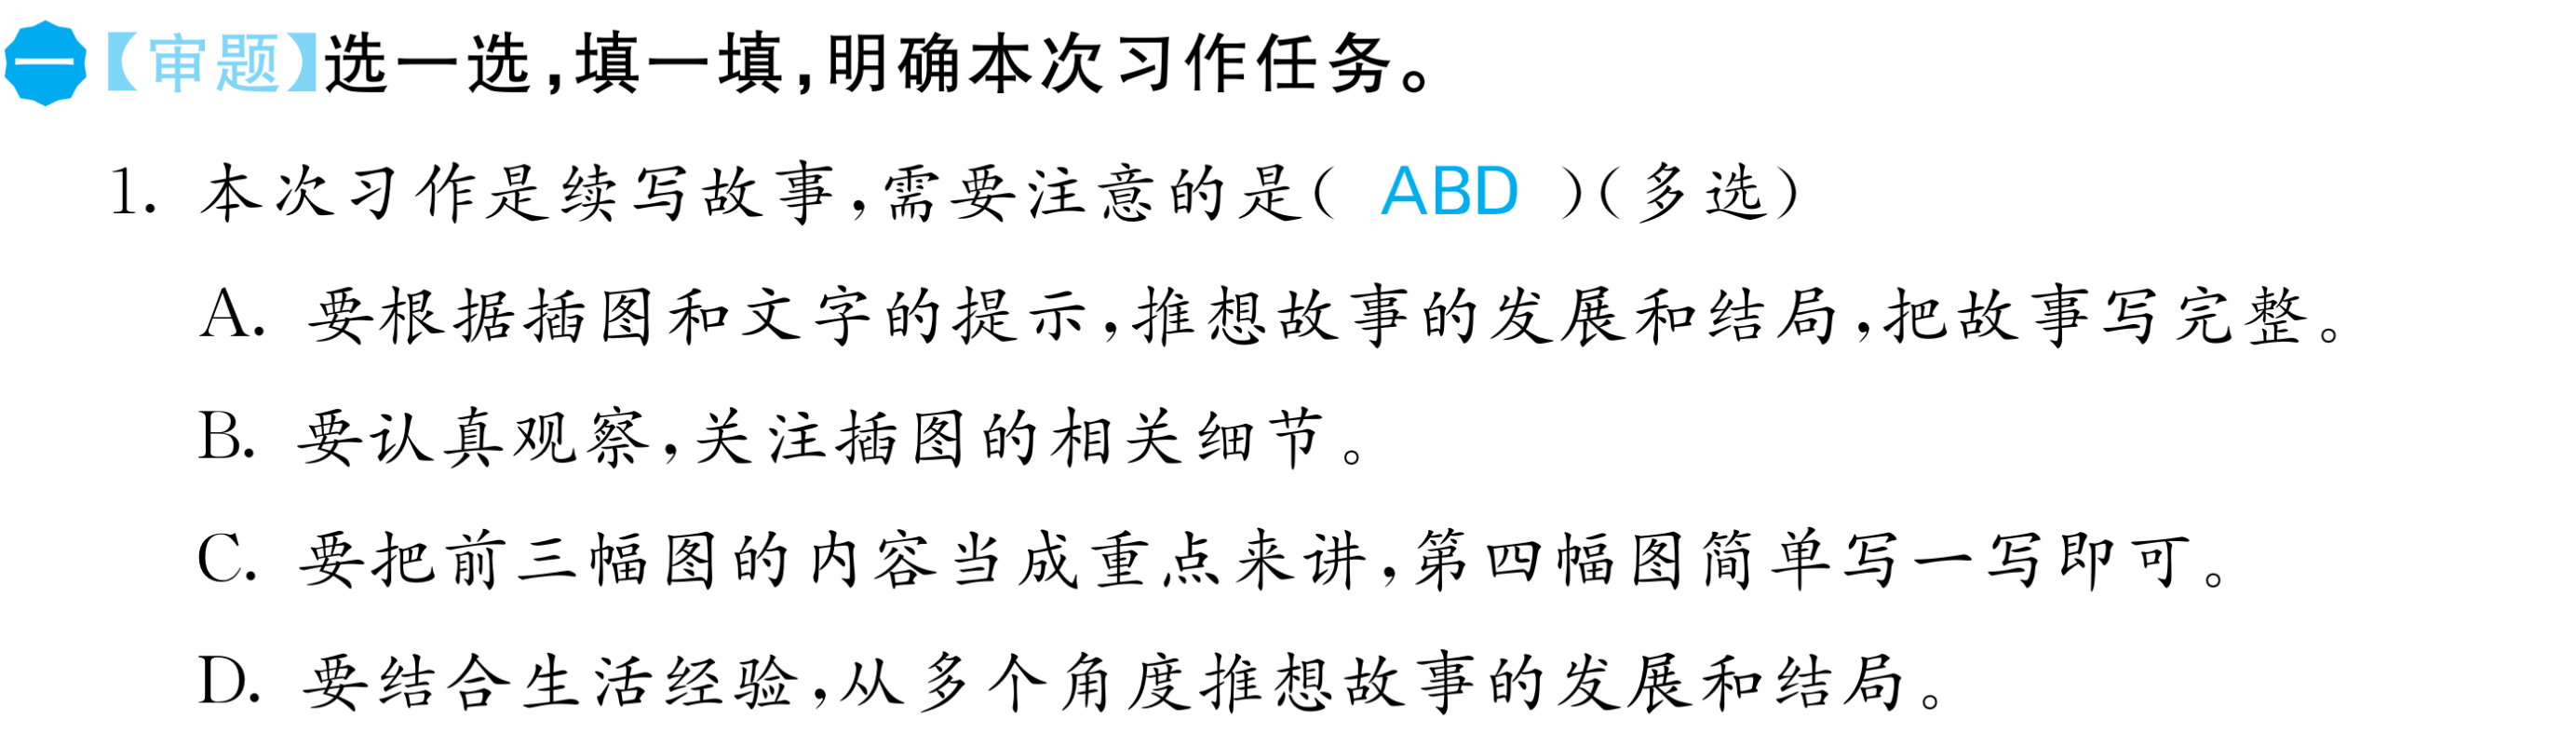 一【审题】选一选,填一填,明确本次习作任务。
1. 本次习作是续写故事,需要注意的是( ABD )(多选)
A. 要根据插图和文字的提示,推想故事的发展和结局,把故事写完整。
B. 要认真观察,关注插图的相关细节。
C. 要把前三幅图的内容当成重点来讲,第四幅图简单写一写即可。
D. 要结合生活经验,从多个角度推想故事的发展和结局。